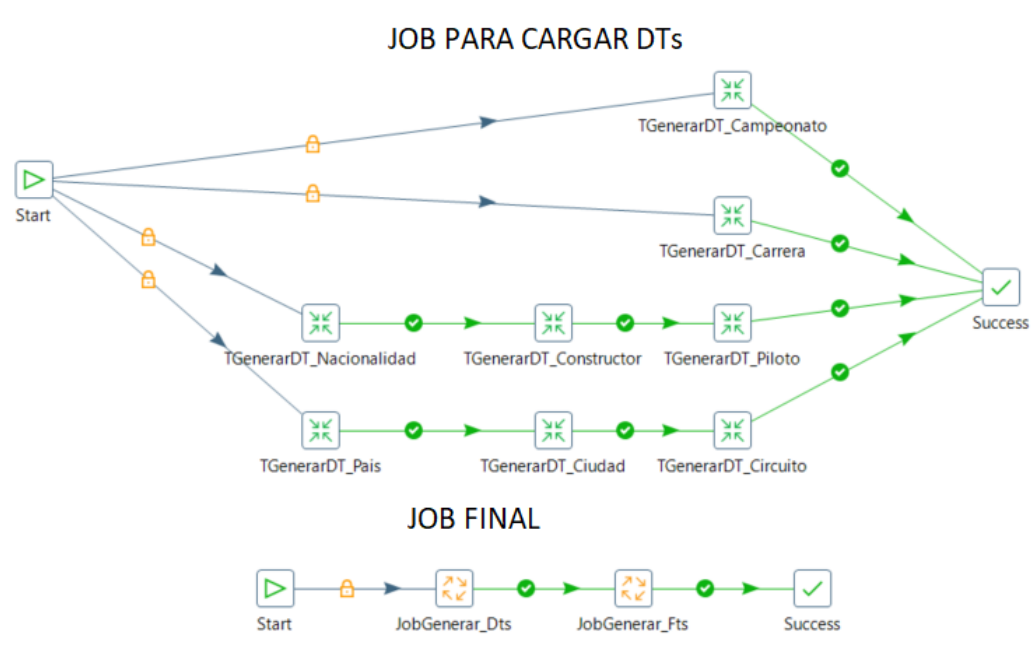 JOB PARA CARGAR DTs
TGenerarDT_Campeonato
Start
TGenerarDT_Carrera
Success
TGenerarDT_Nacionalidad
TGenerarDT_Constructor
TGenerarDT_Piloto
TGenerarDT_Pais
TGenerarDT_Ciudad
TGenerarDT_Circuito
JOB FINAL
Start
JobGenerar_Dts
JobGenerar_Fts
Success